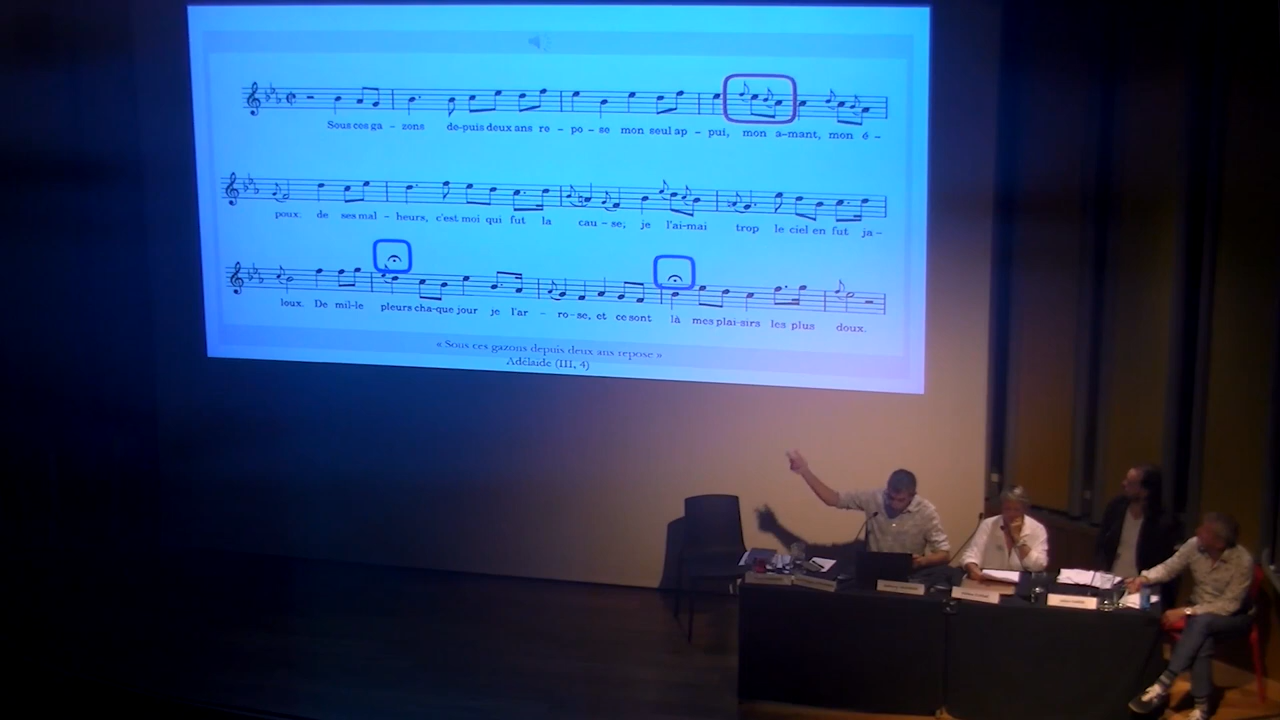 Sous ces ga - zons de-puis deux ans re - po - se mon seul ap - pui, mon a-mant, mon é -
poux: de ses mal - heurs, c'est moi qui fut la cau - se; je l'ai-mai trop le ciel en fut ja -
loux. De mil-le pleurs cha-que jour je l'ar - ro-se, et ce sont là mes plai-sirs les plus doux.
« Sous ces gazons depuis deux ans repose »
Adélaïde (III, 4)